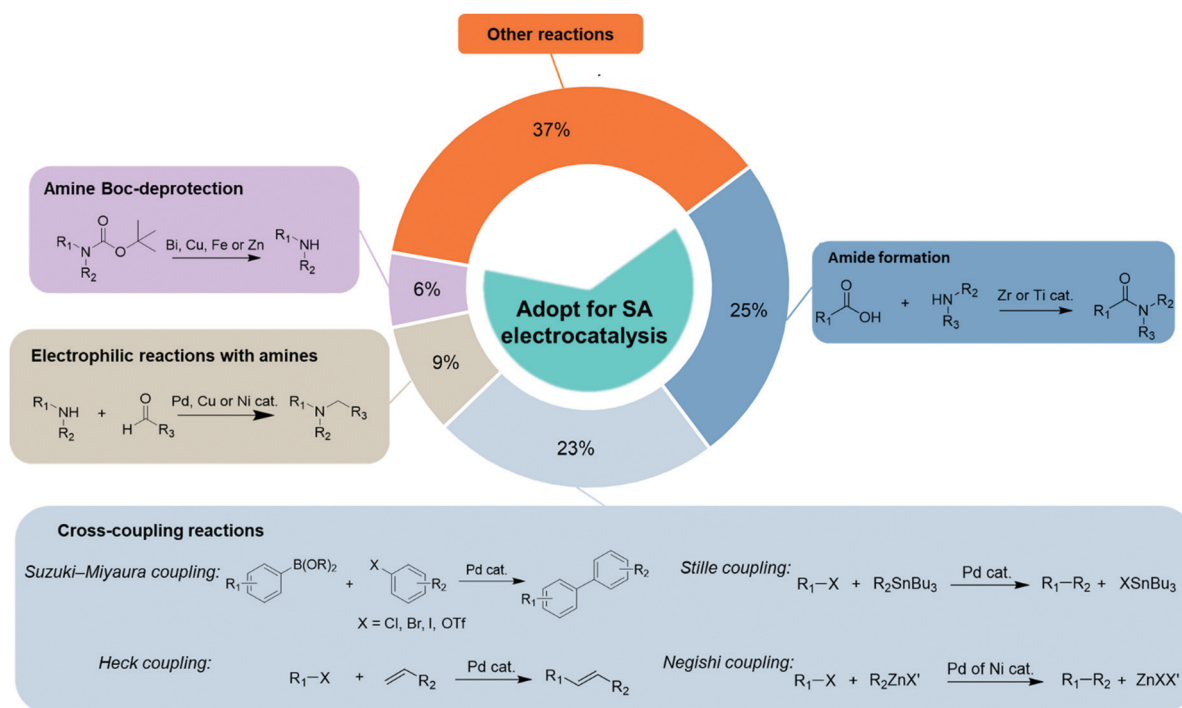 Other reactions
37%
Amine Boc-deprotection
R1
N
R2
O
O
Bi, Cu, Fe or Zn
R1
NH
R2
6%
Adopt for SA
electrocatalysis
25%
Amide formation
R1
O
OH
+
HN
R2
R3
Zr or Ti cat.
R1
O
N
R2
R3
Electrophilic reactions with amines
R1
NH
R2
+
H
O
R3
Pd, Cu or Ni cat.
R1
N
R2
R3
9%
23%
Cross-coupling reactions
Suzuki–Miyaura coupling:
R1
B(OR)2
+
X
R2
Pd cat.
R1
R2
X = Cl, Br, I, OTf
Stille coupling:
R1–X + R2SnBu3
Pd cat.
R1–R2 + XSnBu3
Heck coupling:
R1–X
+
R2
Pd cat.
R1
R2
Negishi coupling:
R1–X + R2ZnX'
Pd of Ni cat.
R1–R2 + ZnXX'